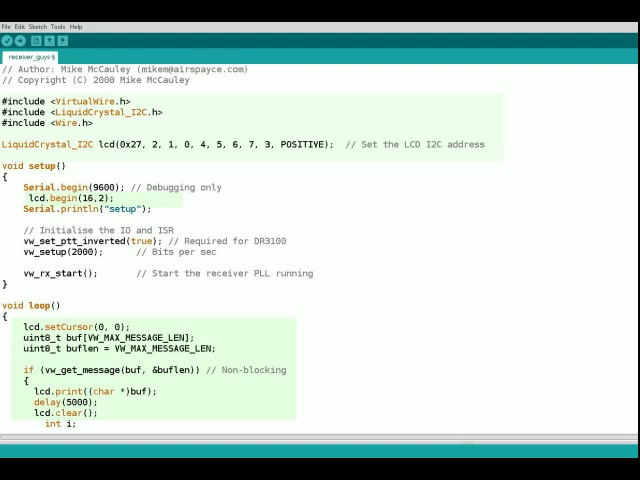 File Edit Sketch Tools Help
receiver_guys §
// Author: Mike McCauley (mikem@airspayce.com)
// Copyright (C) 2008 Mike McCauley
#include <VirtualWire.h>
#include <LiquidCrystal_I2C.h>
#include <Wire.h>
LiquidCrystal_I2C lcd(0x27, 2, 1, 0, 4, 5, 6, 7, 3, POSITIVE);  // Set the LCD I2C address
void setup()
{
Serial.begin(9600); // Debugging only
lcd.begin(16,2);
Serial.println("setup");
// Initialise the IO and ISR
vw_set_ptt_inverted(true); // Required for DR3100
vw_setup(2000);      // Bits per sec
vw_rx_start();       // Start the receiver PLL running
}
void loop()
{
lcd.setCursor(0, 0);
uint8_t buf[VW_MAX_MESSAGE_LEN];
uint8_t buflen = VW_MAX_MESSAGE_LEN;
if (vw_get_message(buf, &buflen)) // Non-blocking
{
lcd.print((char *)buf);
delay(5000);
lcd.clear();
int i;